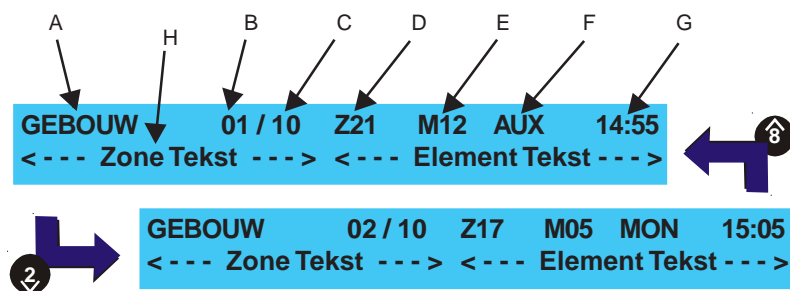 A H B C D E F G
GEBOUW 01 / 10 Z21 M12 AUX 14:55
< - - - Zone Tekst - - - > < - - - Element Tekst - - - >
8
GEBOUW 02 / 10 Z17 M05 MON 15:05
< - - - Zone Tekst - - - > < - - - Element Tekst - - - >
2